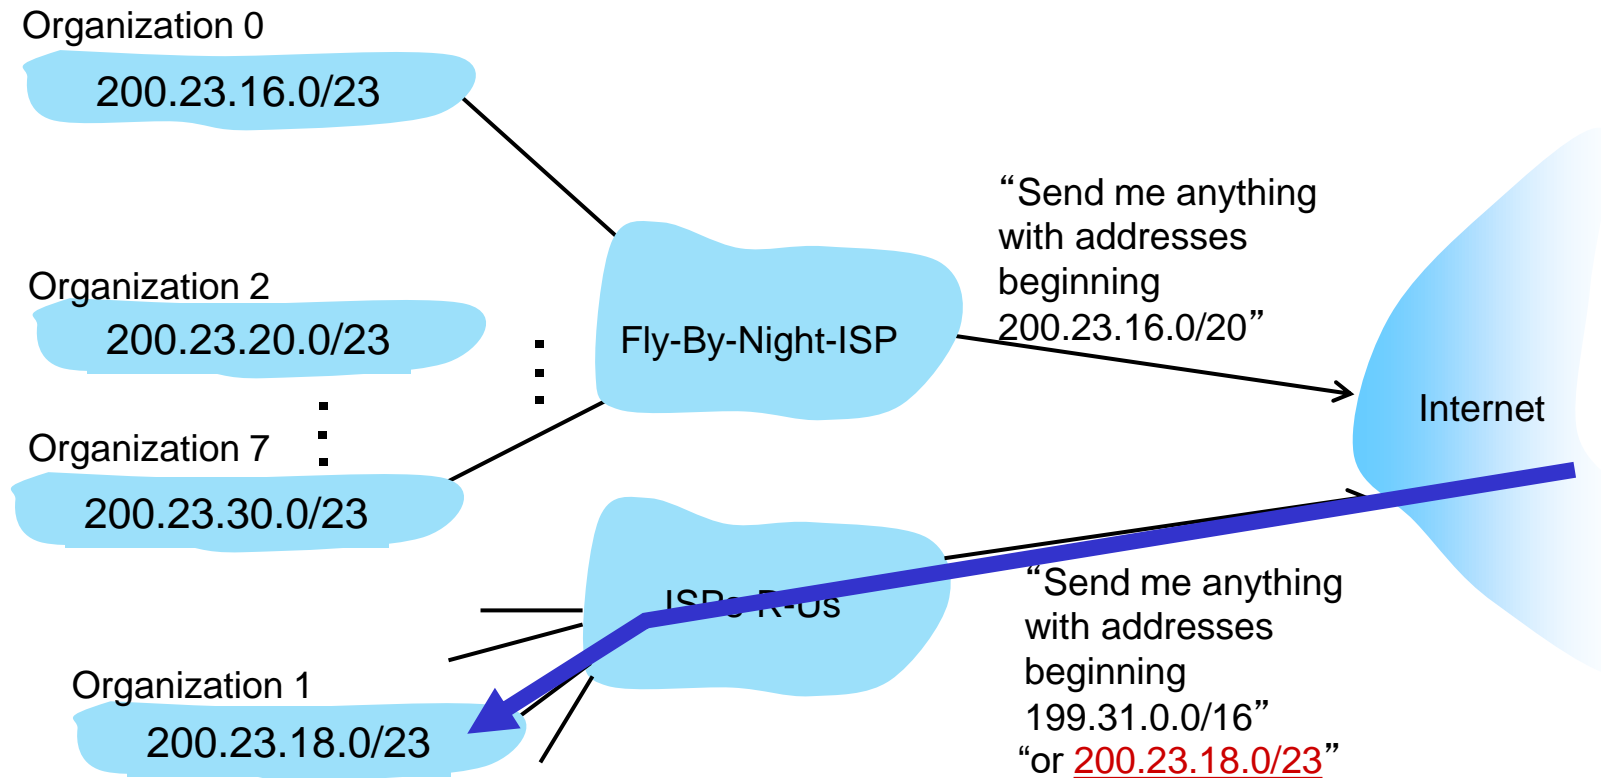 Organization 0
200.23.16.0/23
Organization 2
200.23.20.0/23
Organization 7
200.23.30.0/23
Fly-By-Night-ISP
“Send me anything
with addresses
beginning
200.23.16.0/20”
Internet
ISPs-R-Us
Organization 1
200.23.18.0/23
“Send me anything
with addresses
beginning
199.31.0.0/16”
“or 200.23.18.0/23”